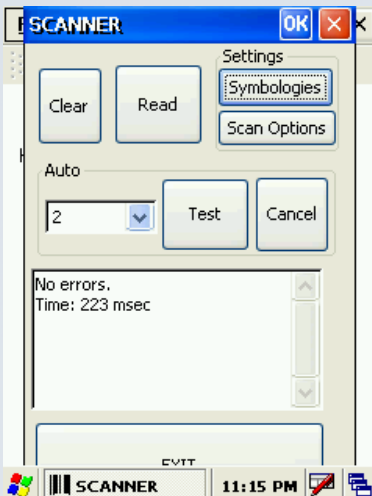 SCANNER OK
Settings
Clear
Read
Symbologies
Scan Options
Auto
2
Test
Cancel
No errors.
Time: 223 msec
EXIT
SCANNER 11:15 PM